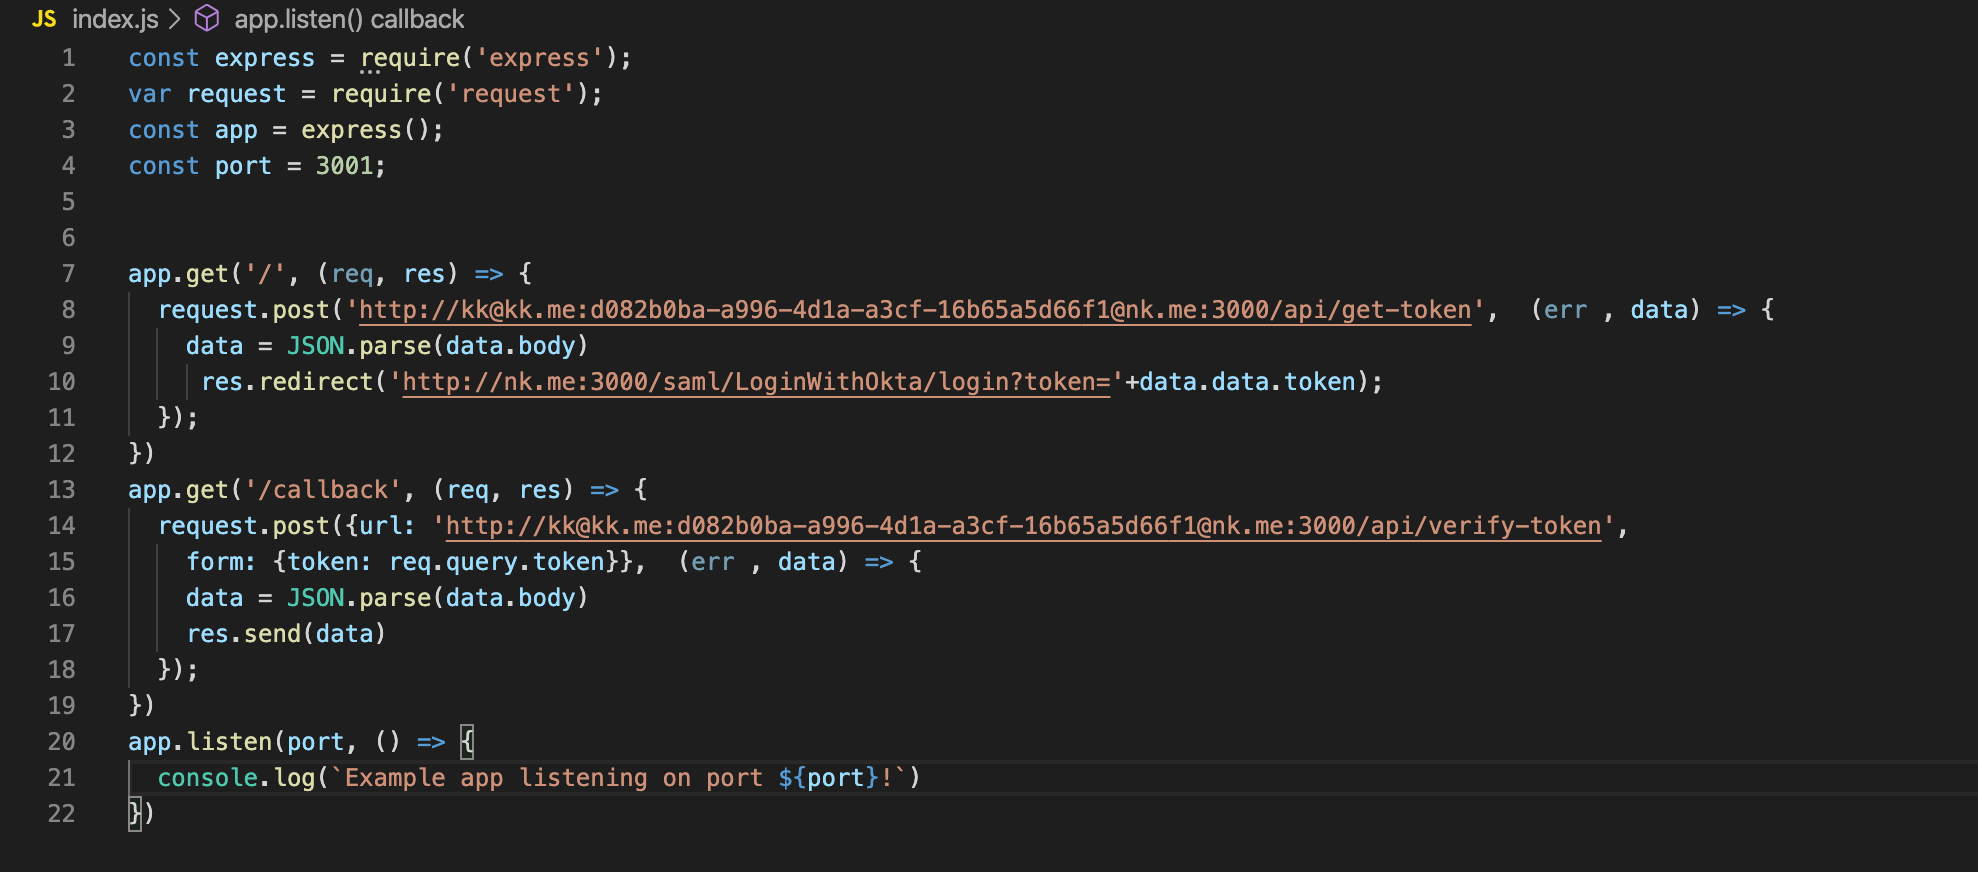 JS index.js > app.listen() callback
1 const express = require('express');
2 var request = require('request');
3 const app = express();
4 const port = 3001;
5
6
7 app.get('/', (req, res) => {
8   request.post('http://kk@kk.me:d082b0ba-a996-4d1a-a3cf-16b65a5d66f1@nk.me:3000/api/get-token',  (err , data) => {
9     data = JSON.parse(data.body)
10      res.redirect('http://nk.me:3000/saml/LoginWithOkta/login?token='+data.data.token);
11   });
12 })
13 app.get('/callback', (req, res) => {
14   request.post({url: 'http://kk@kk.me:d082b0ba-a996-4d1a-a3cf-16b65a5d66f1@nk.me:3000/api/verify-token',
15     form: {token: req.query.token}},  (err , data) => {
16     data = JSON.parse(data.body)
17     res.send(data)
18   });
19 })
20 app.listen(port, () => {
21   console.log(`Example app listening on port ${port}!`)
22 })